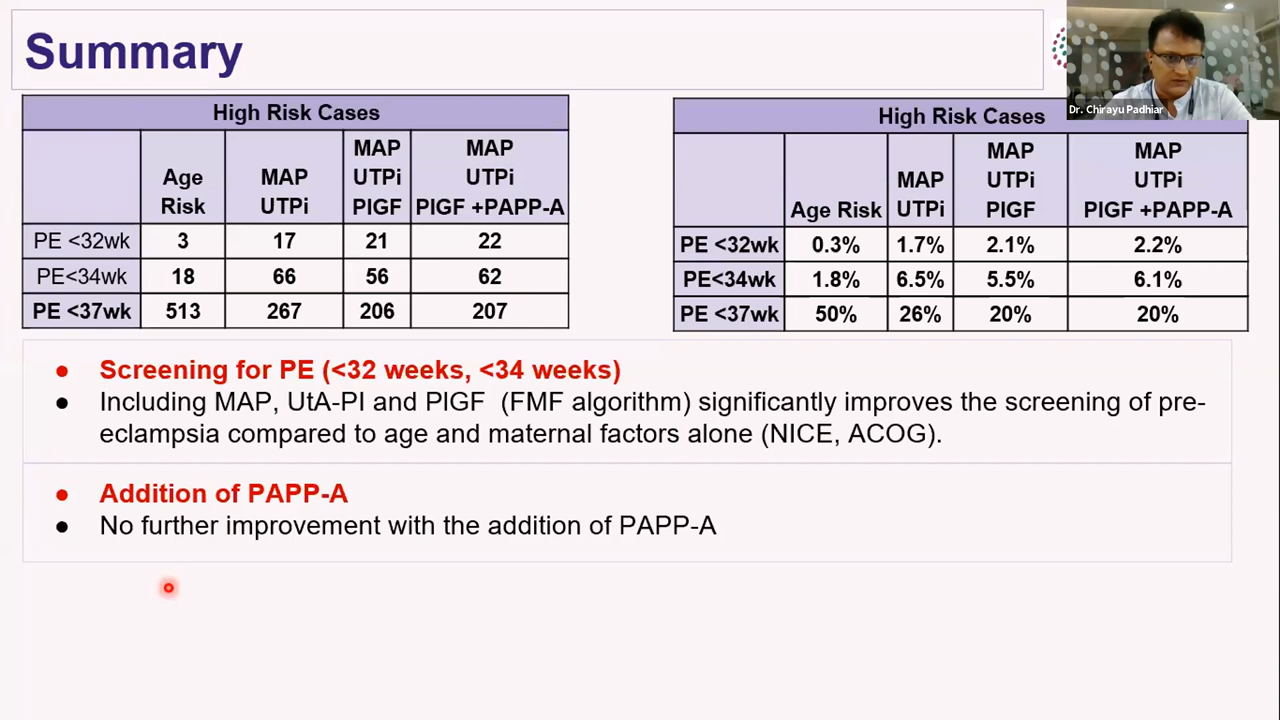 Summary
High Risk Cases
Age Risk | MAP UTPi | MAP UTPi PlGF | MAP UTPi PlGF +PAPP-A
PE <32wk | 3 | 17 | 21 | 22
PE<34wk | 18 | 66 | 56 | 62
PE <37wk | 513 | 267 | 206 | 207
High Risk Cases
Age Risk | MAP UTPi | MAP UTPi PlGF | MAP UTPi PlGF +PAPP-A
PE <32wk | 0.3% | 1.7% | 2.1% | 2.2%
PE<34wk | 1.8% | 6.5% | 5.5% | 6.1%
PE <37wk | 50% | 26% | 20% | 20%
Dr. Chirayu Padhiar
● Screening for PE (<32 weeks, <34 weeks)
● Including MAP, UtA-PI and PlGF (FMF algorithm) significantly improves the screening of pre-
eclampsia compared to age and maternal factors alone (NICE, ACOG).
● Addition of PAPP-A
● No further improvement with the addition of PAPP-A